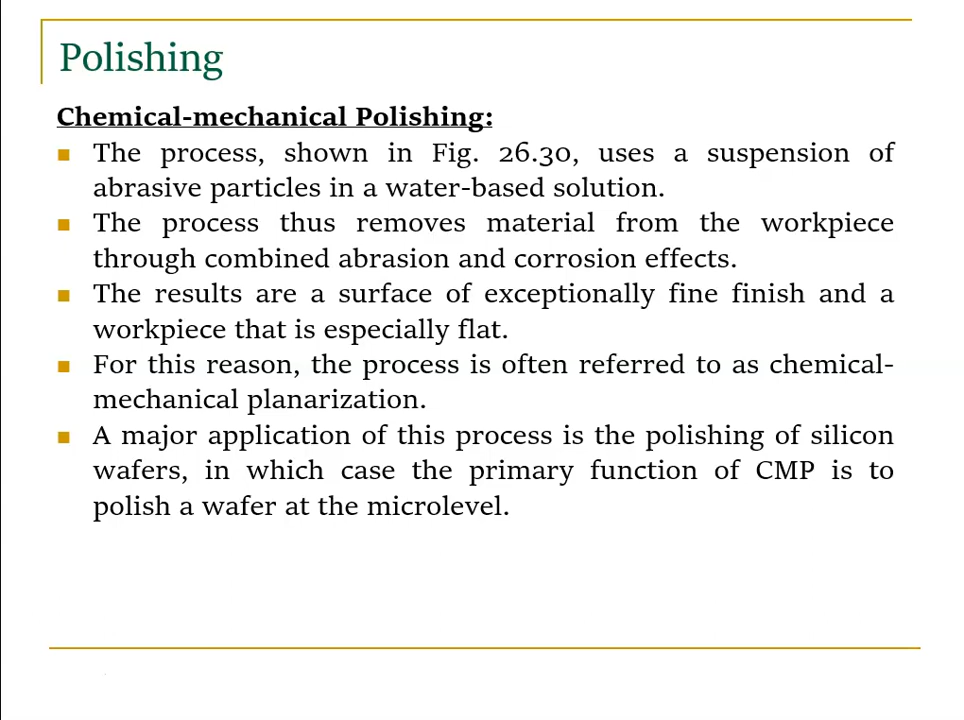 Polishing
Chemical-mechanical Polishing:
The process, shown in Fig. 26.30, uses a suspension of
abrasive particles in a water-based solution.
The process thus removes material from the workpiece
through combined abrasion and corrosion effects.
The results are a surface of exceptionally fine finish and a
workpiece that is especially flat.
For this reason, the process is often referred to as chemical-
mechanical planarization.
A major application of this process is the polishing of silicon
wafers, in which case the primary function of CMP is to
polish a wafer at the microlevel.